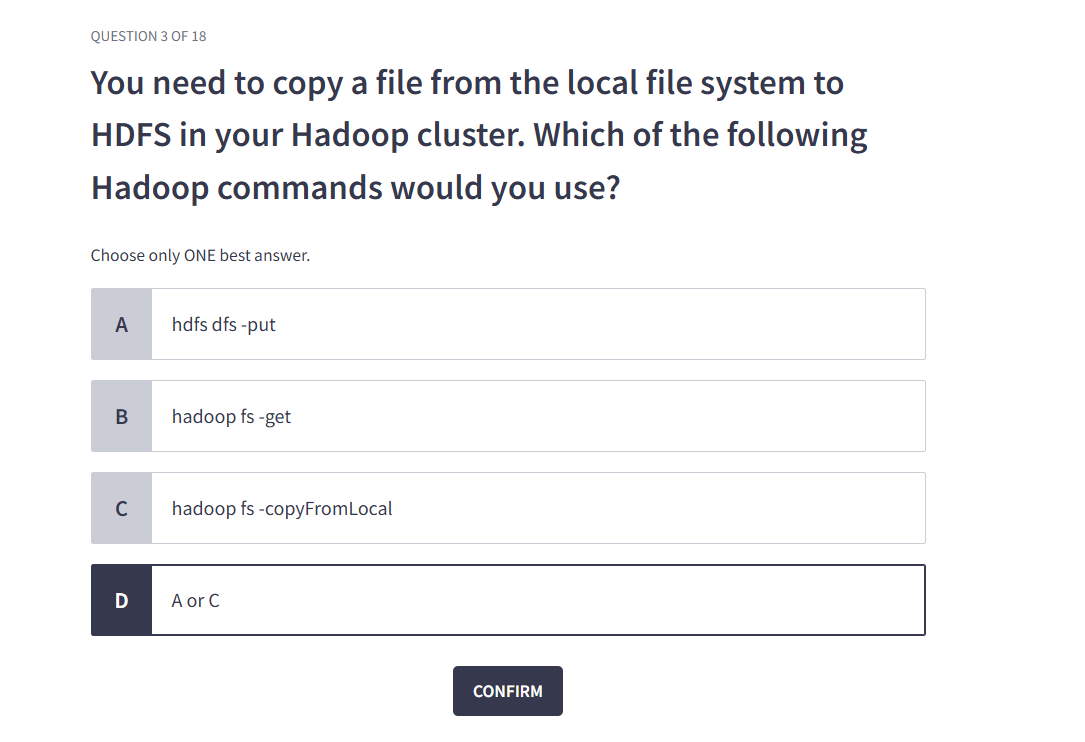 QUESTION 3 OF 18
You need to copy a file from the local file system to
HDFS in your Hadoop cluster. Which of the following
Hadoop commands would you use?
Choose only ONE best answer.
A hdfs dfs -put
B hadoop fs -get
C hadoop fs -copyFromLocal
D A or C
CONFIRM